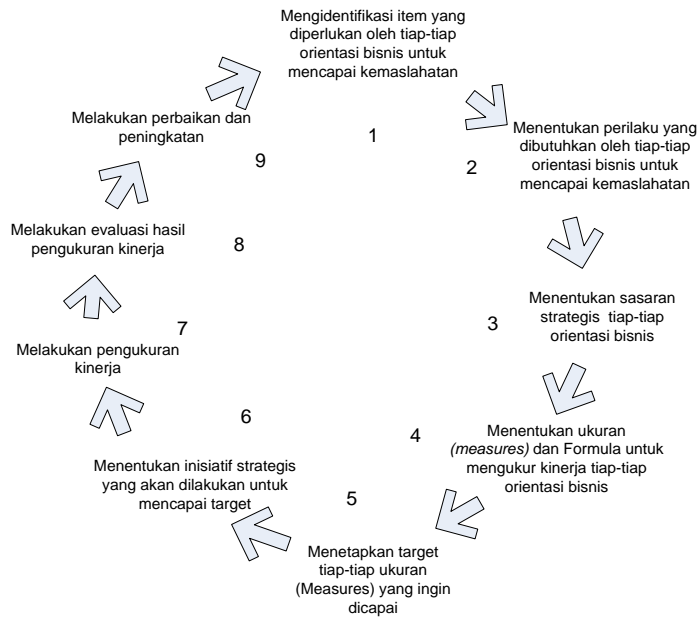 Mengidentifikasi item yang
diperlukan oleh tiap-tiap
orientasi bisnis untuk
mencapai kemaslahatan
1
Menentukan perilaku yang
dibutuhkan oleh tiap-tiap
orientasi bisnis untuk
mencapai kemaslahatan
2
Menentukan sasaran
strategis tiap-tiap
orientasi bisnis
3
Menentukan ukuran
(measures) dan Formula untuk
mengukur kinerja tiap-tiap
orientasi bisnis
4
Menetapkan target
tiap-tiap ukuran
(Measures) yang ingin
dicapai
5
Menentukan inisiatif strategis
yang akan dilakukan untuk
mencapai target
6
Melakukan pengukuran
kinerja
7
Melakukan evaluasi hasil
pengukuran kinerja
8
Melakukan perbaikan dan
peningkatan
9